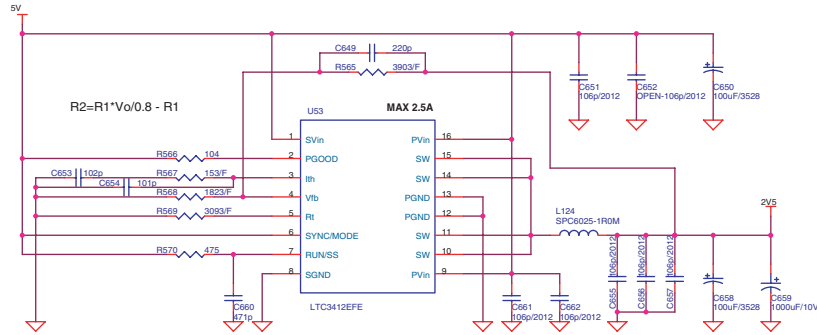 5V
C649 220p
R565 3903/F
C651
106p/2012
C652
OPEN-106p/2012
C650
100uF/3528
R2=R1*Vo/0.8 - R1
U53
MAX 2.5A
1 SVin PVin 16
R566 104 2 PGOOD SW 15
C653 102p R567 153/F 3 Ith SW 14
C654 101p
R568 1823/F 4 Vfb PGND 13
R569 3093/F 5 Rt PGND 12
6 SYNC/MODE SW 11
R570 475 7 RUN/SS SW 10
8 SGND PVin 9
LTC3412EFE
L124
SPC6025-1R0M
2V5
C660
471p
C661
106p/2012
C662
106p/2012
C655 106p/2012
C656 106p/2012
C657 106p/2012
C658
100uF/3528
C659
1000uF/10V